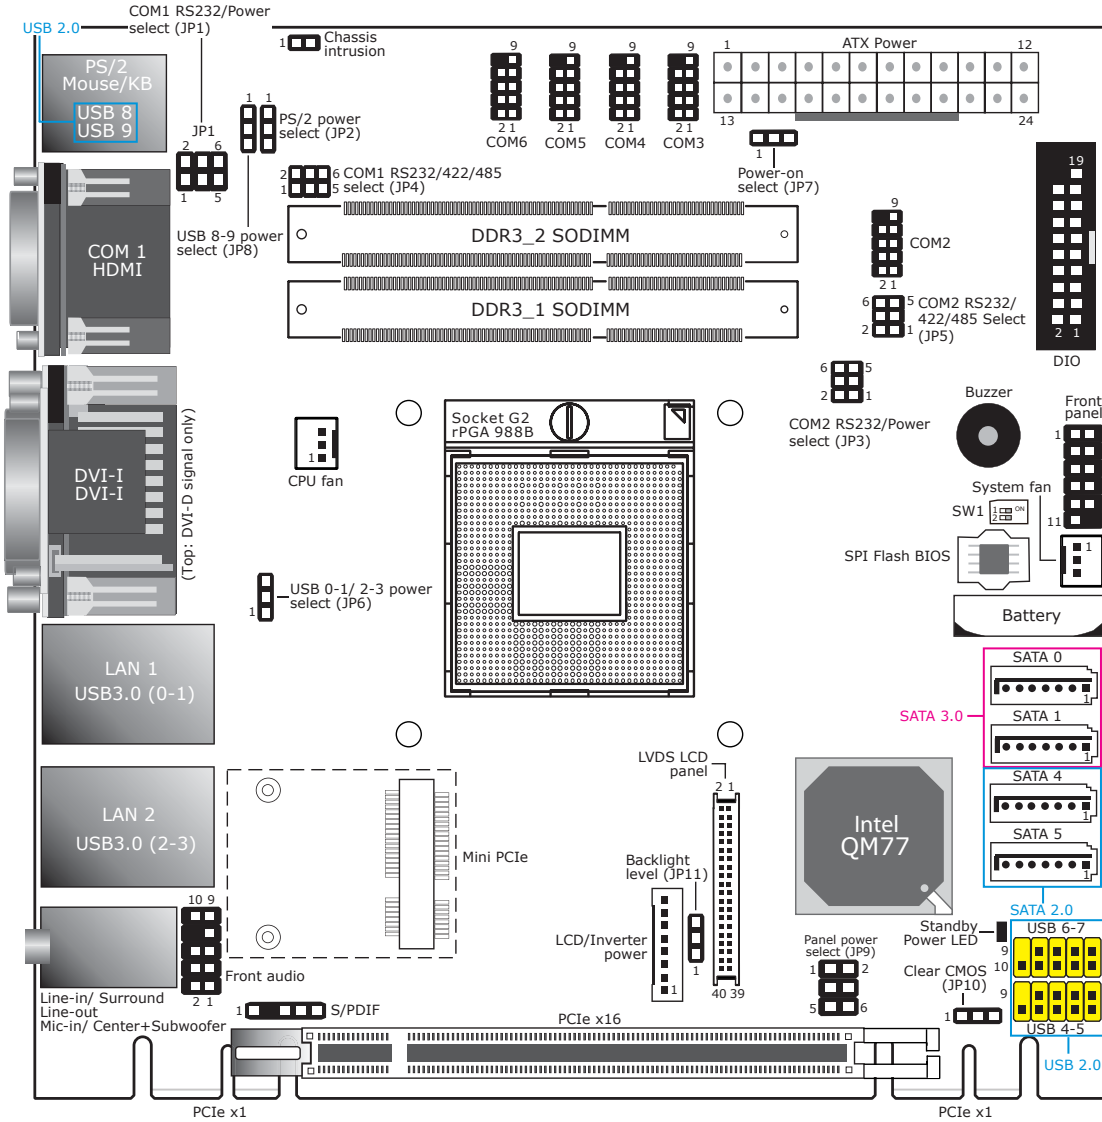 COM1 RS232/Power
select (JP1)
USB 2.0
1
Chassis
intrusion
PS/2
Mouse/KB
USB 8
USB 9
JP1
2 6
1 5
1 1
PS/2 power
select (JP2)
USB 8-9 power
select (JP8)
2 6
1 5
COM1 RS232/422/485
select (JP4)
9
2 1
COM6
9
2 1
COM5
9
2 1
COM4
9
2 1
COM3
1 ATX Power 12
13 24
1
Power-on
select (JP7)
19
2 1
DIO
COM 1
HDMI
DDR3_2 SODIMM
DDR3_1 SODIMM
9
COM2
2 1
6 5
2 1
COM2 RS232/
422/485 Select
(JP5)
6 5
2 1
COM2 RS232/Power
select (JP3)
Buzzer
Front
panel
1
11
DVI-I
DVI-I
(Top: DVI-D signal only)
1
CPU fan
Socket G2
rPGA 988B
System fan
SW1
1
2
ON
1
SPI Flash BIOS
Battery
1
USB 0-1/ 2-3 power
select (JP6)
LAN 1
USB3.0 (0-1)
SATA 3.0
SATA 0
1
SATA 1
1
SATA 4
1
SATA 5
1
SATA 2.0
LAN 2
USB3.0 (2-3)
Mini PCIe
LVDS LCD
panel
2 1
40 39
Backlight
level (JP11)
1
LCD/Inverter
power
1
Intel
QM77
Standby
Power LED
USB 6-7
9
10
9
USB 4-5
USB 2.0
Panel power
select (JP9)
1 2
5 6
Clear CMOS
(JP10)
1
10 9
2 1
Front audio
Line-in/ Surround
Line-out
Mic-in/ Center+Subwoofer
1
S/PDIF
PCIe x16
PCIe x1
PCIe x1